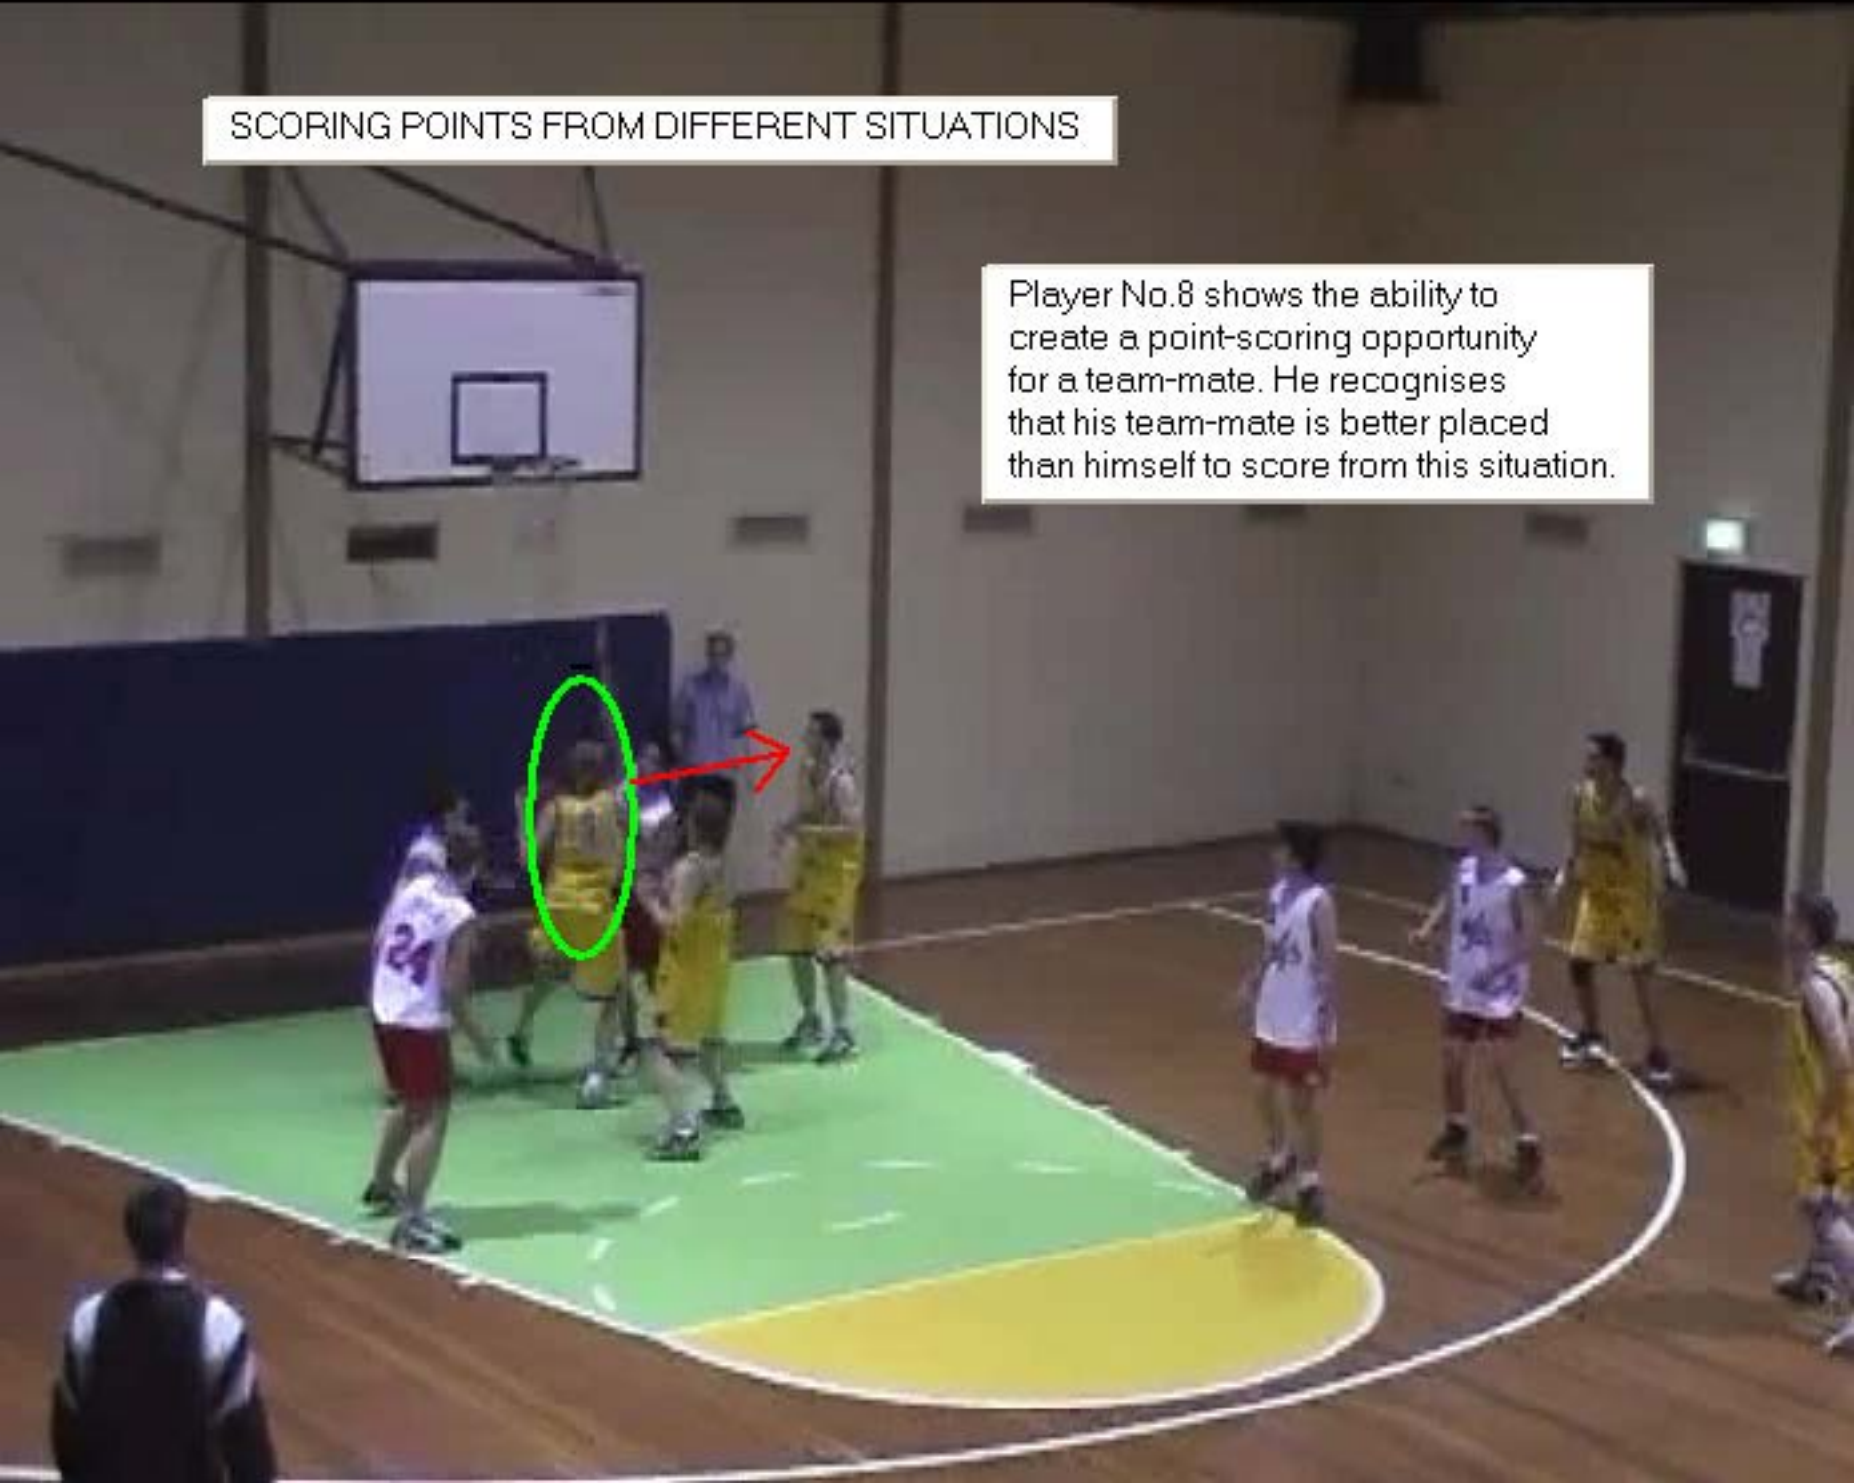 SCORING POINTS FROM DIFFERENT SITUATIONS
Player No.8 shows the ability to
create a point-scoring opportunity
for a team-mate. He recognises
that his team-mate is better placed
than himself to score from this situation.
24